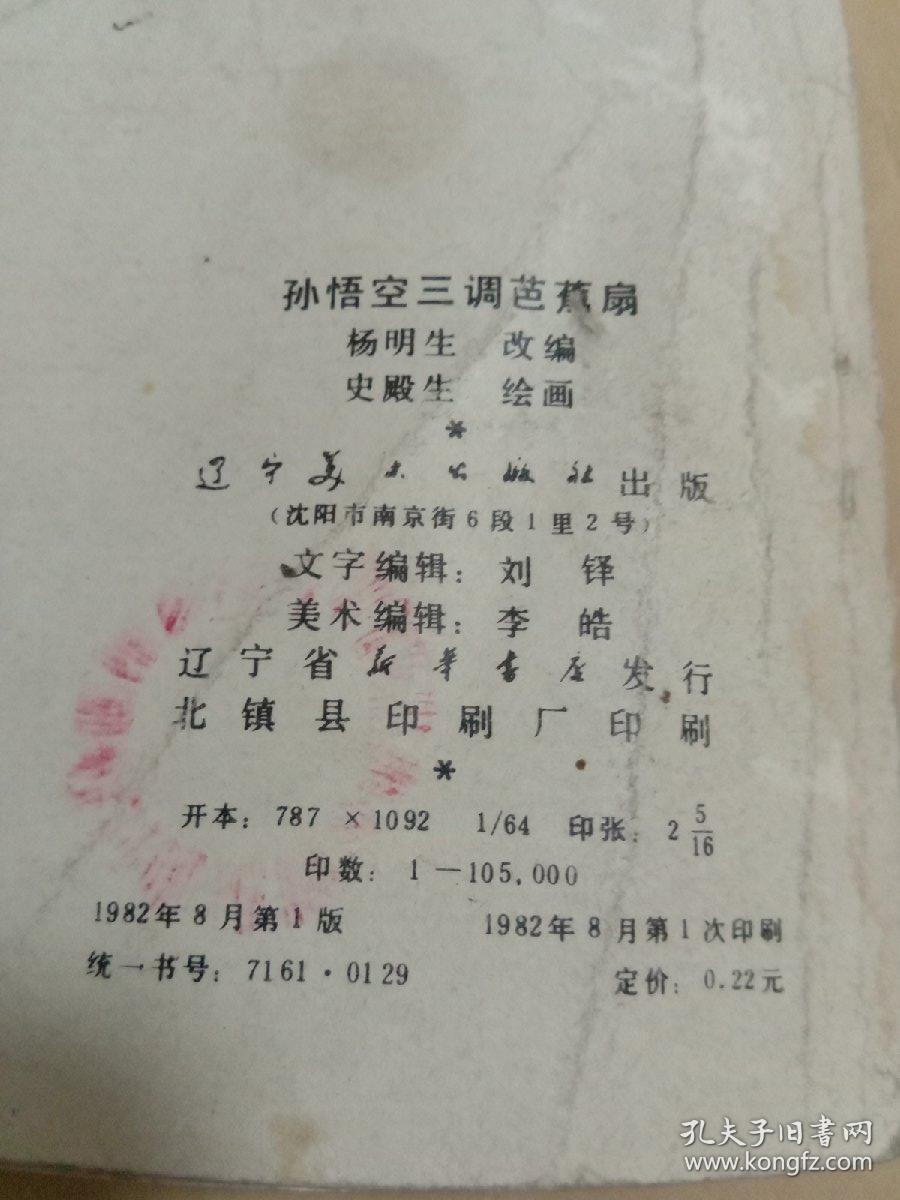 孙悟空三调芭蕉扇
杨明生 改编
史殿生 绘画
*
辽宁美术出版社出版
(沈阳市南京街6段1里2号)
文字编辑: 刘 铎
美术编辑: 李 皓
辽宁省新华书店发行
北镇县印刷厂印刷
*
开本: 787×1092 1/64 印张: 2 5/16
印数: 1—105,000
1982年8月第1版 1982年8月第1次印刷
统一书号: 7161·0129 定价: 0.22元
孔夫子旧书网
www.kongfz.com